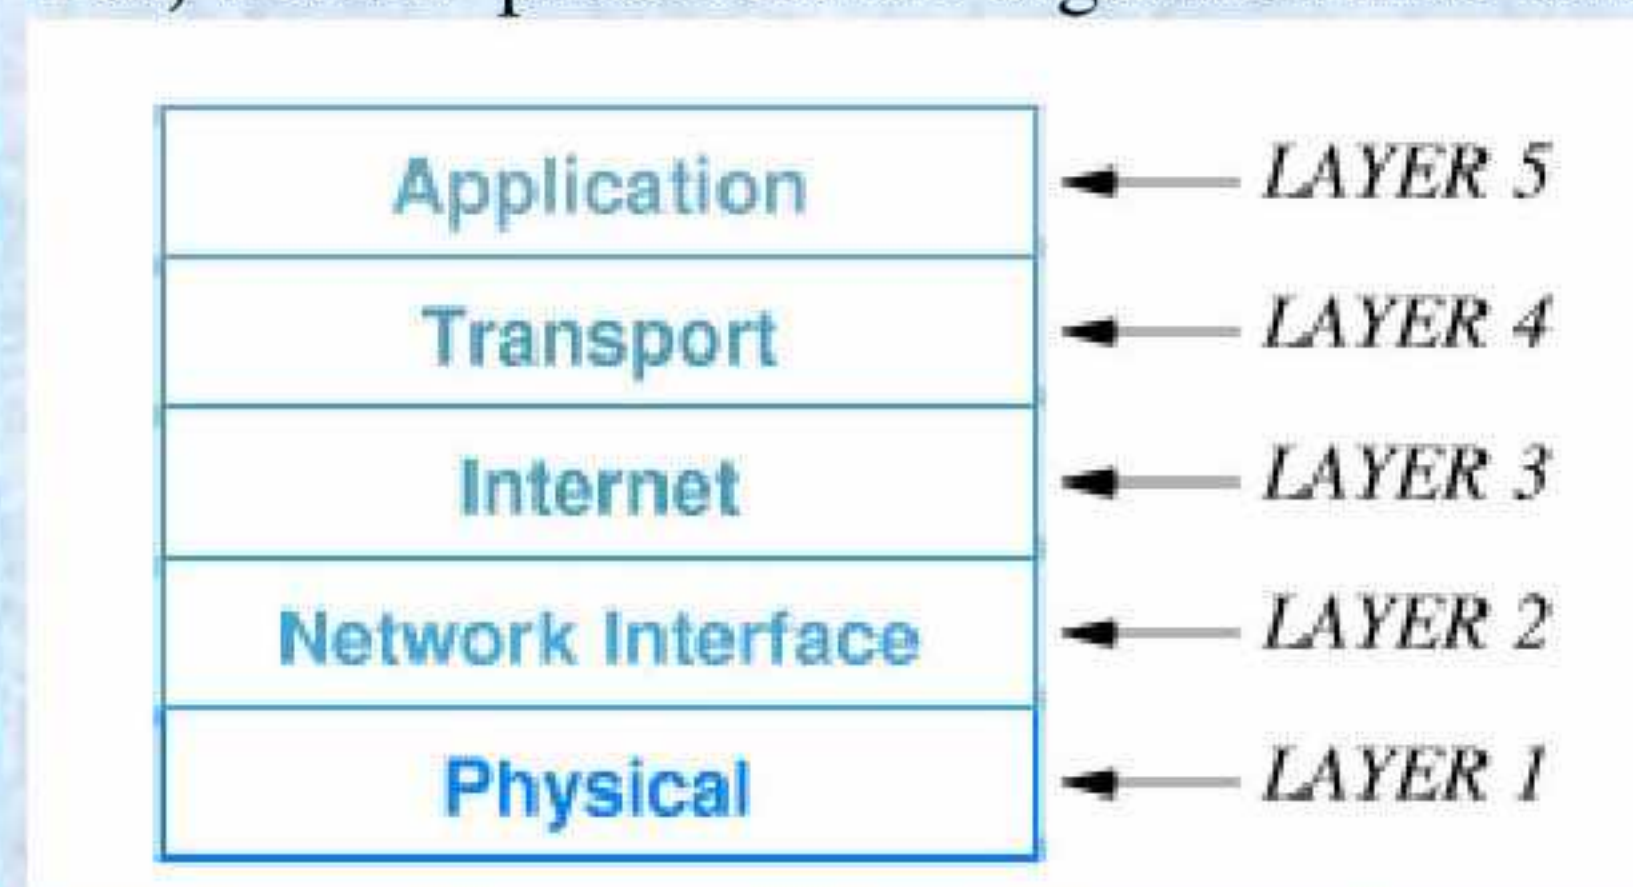 Application LAYER 5
Transport LAYER 4
Internet LAYER 3
Network Interface LAYER 2
Physical LAYER 1